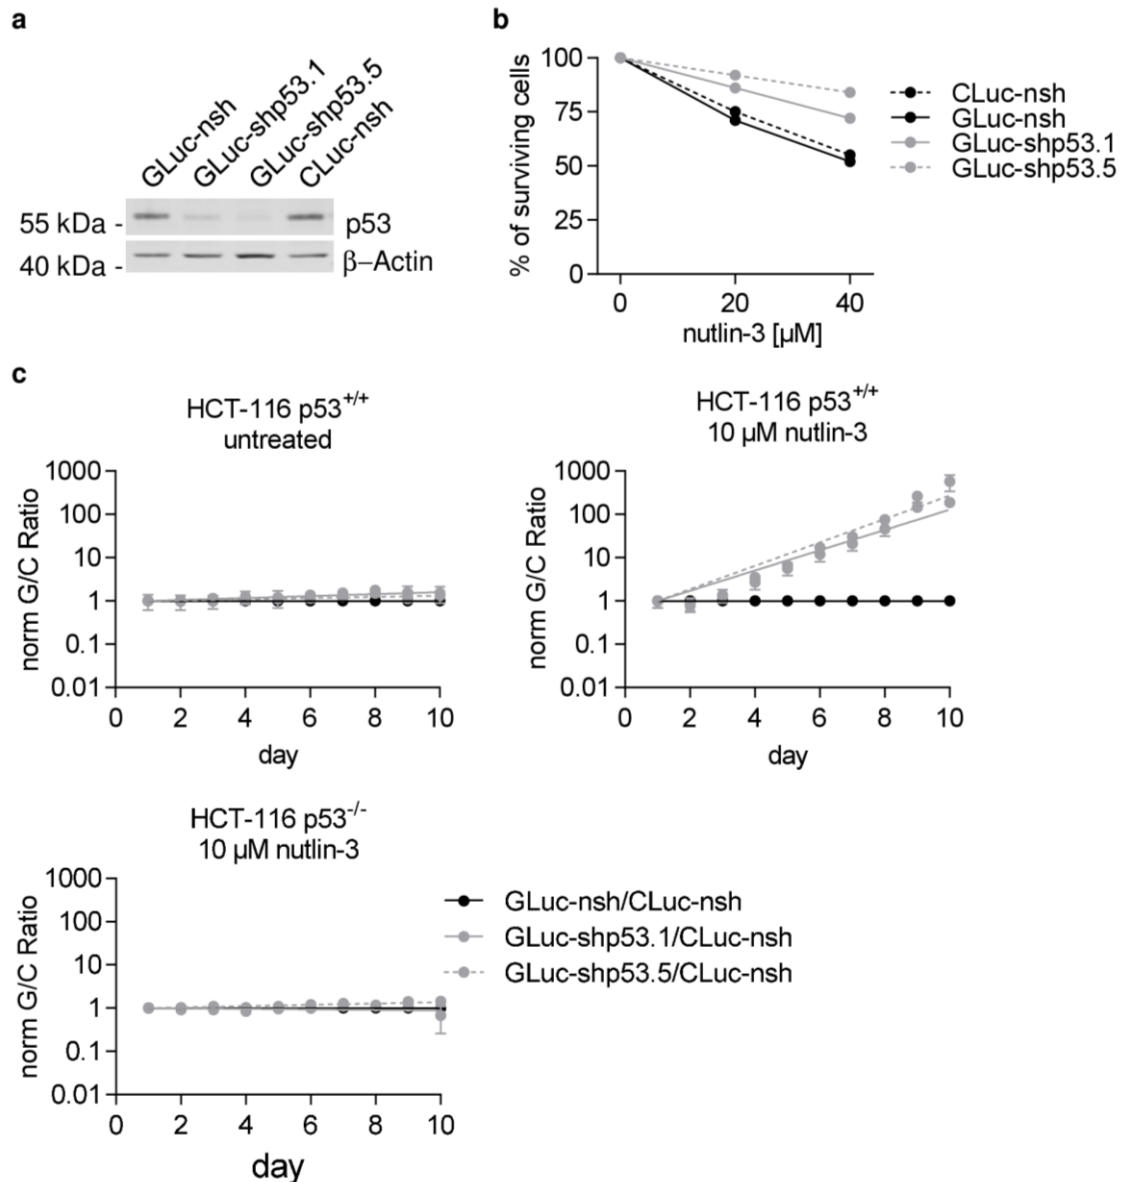 a
GLuc-nsh
GLuc-shp53.1
GLuc-shp53.5
CLuc-nsh
55 kDa -
p53
40 kDa -
β–Actin
b
% of surviving cells
100
75
50
25
0
0 20 40
nutlin-3 [µM]
CLuc-nsh
GLuc-nsh
GLuc-shp53.1
GLuc-shp53.5
c
HCT-116 p53+/+
untreated
norm G/C Ratio
1000
100
10
1
0.1
0.01
0 2 4 6 8 10
day
HCT-116 p53+/+
10 µM nutlin-3
norm G/C Ratio
1000
100
10
1
0.1
0.01
0 2 4 6 8 10
day
HCT-116 p53-/-
10 µM nutlin-3
norm G/C Ratio
1000
100
10
1
0.1
0.01
0 2 4 6 8 10
day
GLuc-nsh/CLuc-nsh
GLuc-shp53.1/CLuc-nsh
GLuc-shp53.5/CLuc-nsh